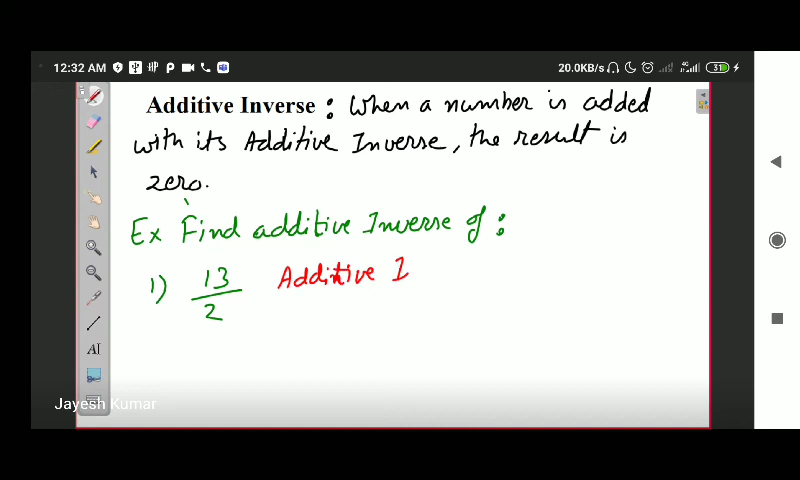 12:32 AM 20.0KB/s 4G 31
Additive Inverse : When a number is added
with its Additive Inverse, the result is
zero.
Ex Find additive Inverse of :
1) 13/2 Additive I
Jayesh Kumar